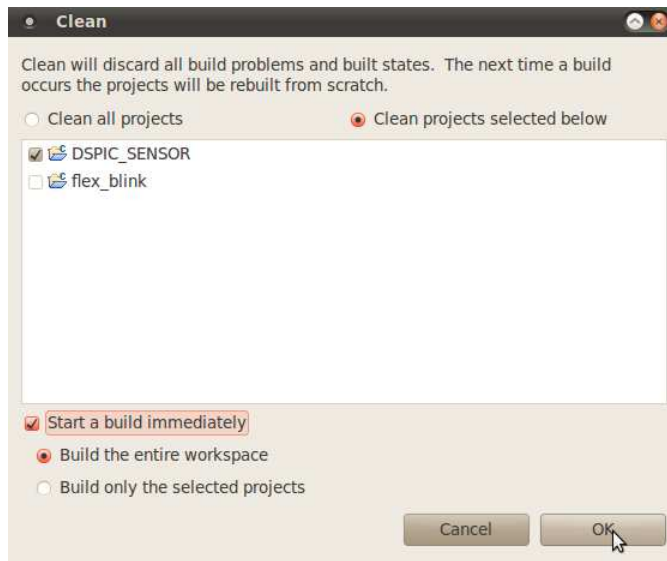 Clean
Clean will discard all build problems and built states.  The next time a build
occurs the projects will be rebuilt from scratch.
Clean all projects
Clean projects selected below
DSPIC_SENSOR
flex_blink
Start a build immediately
Build the entire workspace
Build only the selected projects
Cancel
OK